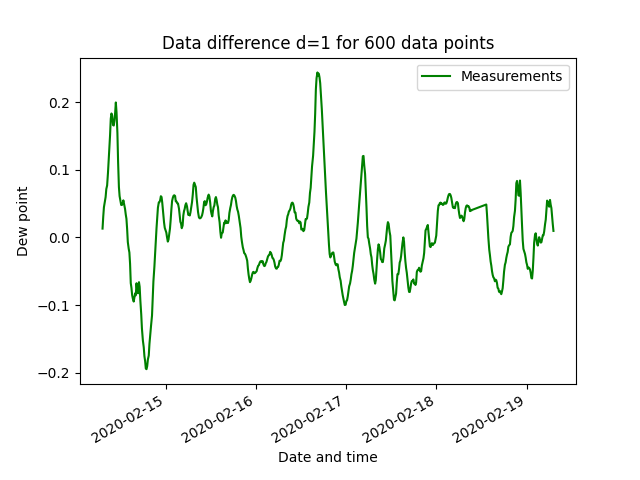 Data difference d=1 for 600 data points
Measurements
Dew point
0.2
0.1
0.0
−0.1
−0.2
2020-02-15
2020-02-16
2020-02-17
2020-02-18
2020-02-19
Date and time